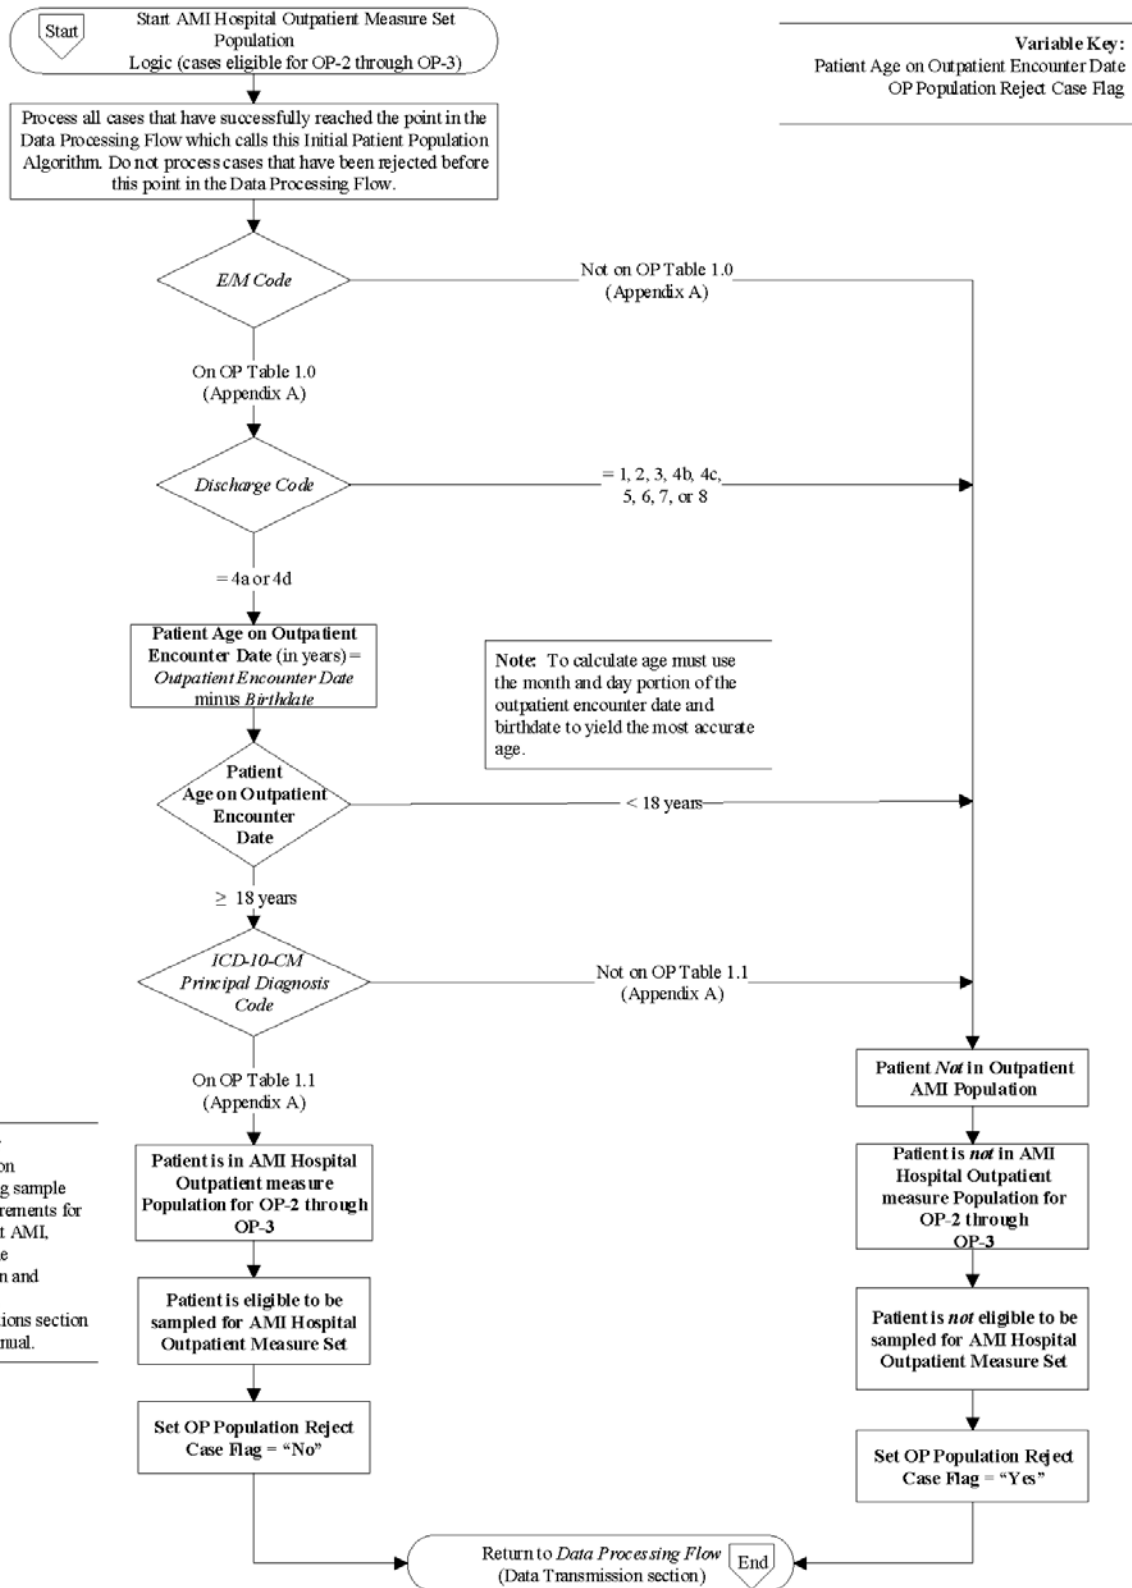 Start
Start AMI Hospital Outpatient Measure Set
Population
Logic (cases eligible for OP-2 through OP-3)
Variable Key:
Patient Age on Outpatient Encounter Date
OP Population Reject Case Flag
Process all cases that have successfully reached the point in the
Data Processing Flow which calls this Initial Patient Population
Algorithm. Do not process cases that have been rejected before
this point in the Data Processing Flow.
E/M Code
Not on OP Table 1.0
(Appendix A)
On OP Table 1.0
(Appendix A)
Discharge Code
= 1, 2, 3, 4b, 4c,
5, 6, 7, or 8
= 4a or 4d
Patient Age on Outpatient
Encounter Date (in years) =
Outpatient Encounter Date
minus Birthdate
Note: To calculate age must use
the month and day portion of the
outpatient encounter date and
birthdate to yield the most accurate
age.
Patient
Age on Outpatient
Encounter
Date
< 18 years
≥ 18 years
ICD-10-CM
Principal Diagnosis
Code
Not on OP Table 1.1
(Appendix A)
On OP Table 1.1
(Appendix A)
Patient Not in Outpatient
AMI Population
on
g sample
rements for
t AMI,
e
n and
tions section
nual.
Patient is in AMI Hospital
Outpatient measure
Population for OP-2 through
OP-3
Patient is not in AMI
Hospital Outpatient
measure Population for
OP-2 through
OP-3
Patient is eligible to be
sampled for AMI Hospital
Outpatient Measure Set
Patient is not eligible to be
sampled for AMI Hospital
Outpatient Measure Set
Set OP Population Reject
Case Flag = “No”
Set OP Population Reject
Case Flag = “Yes”
Return to Data Processing Flow
(Data Transmission section)
End